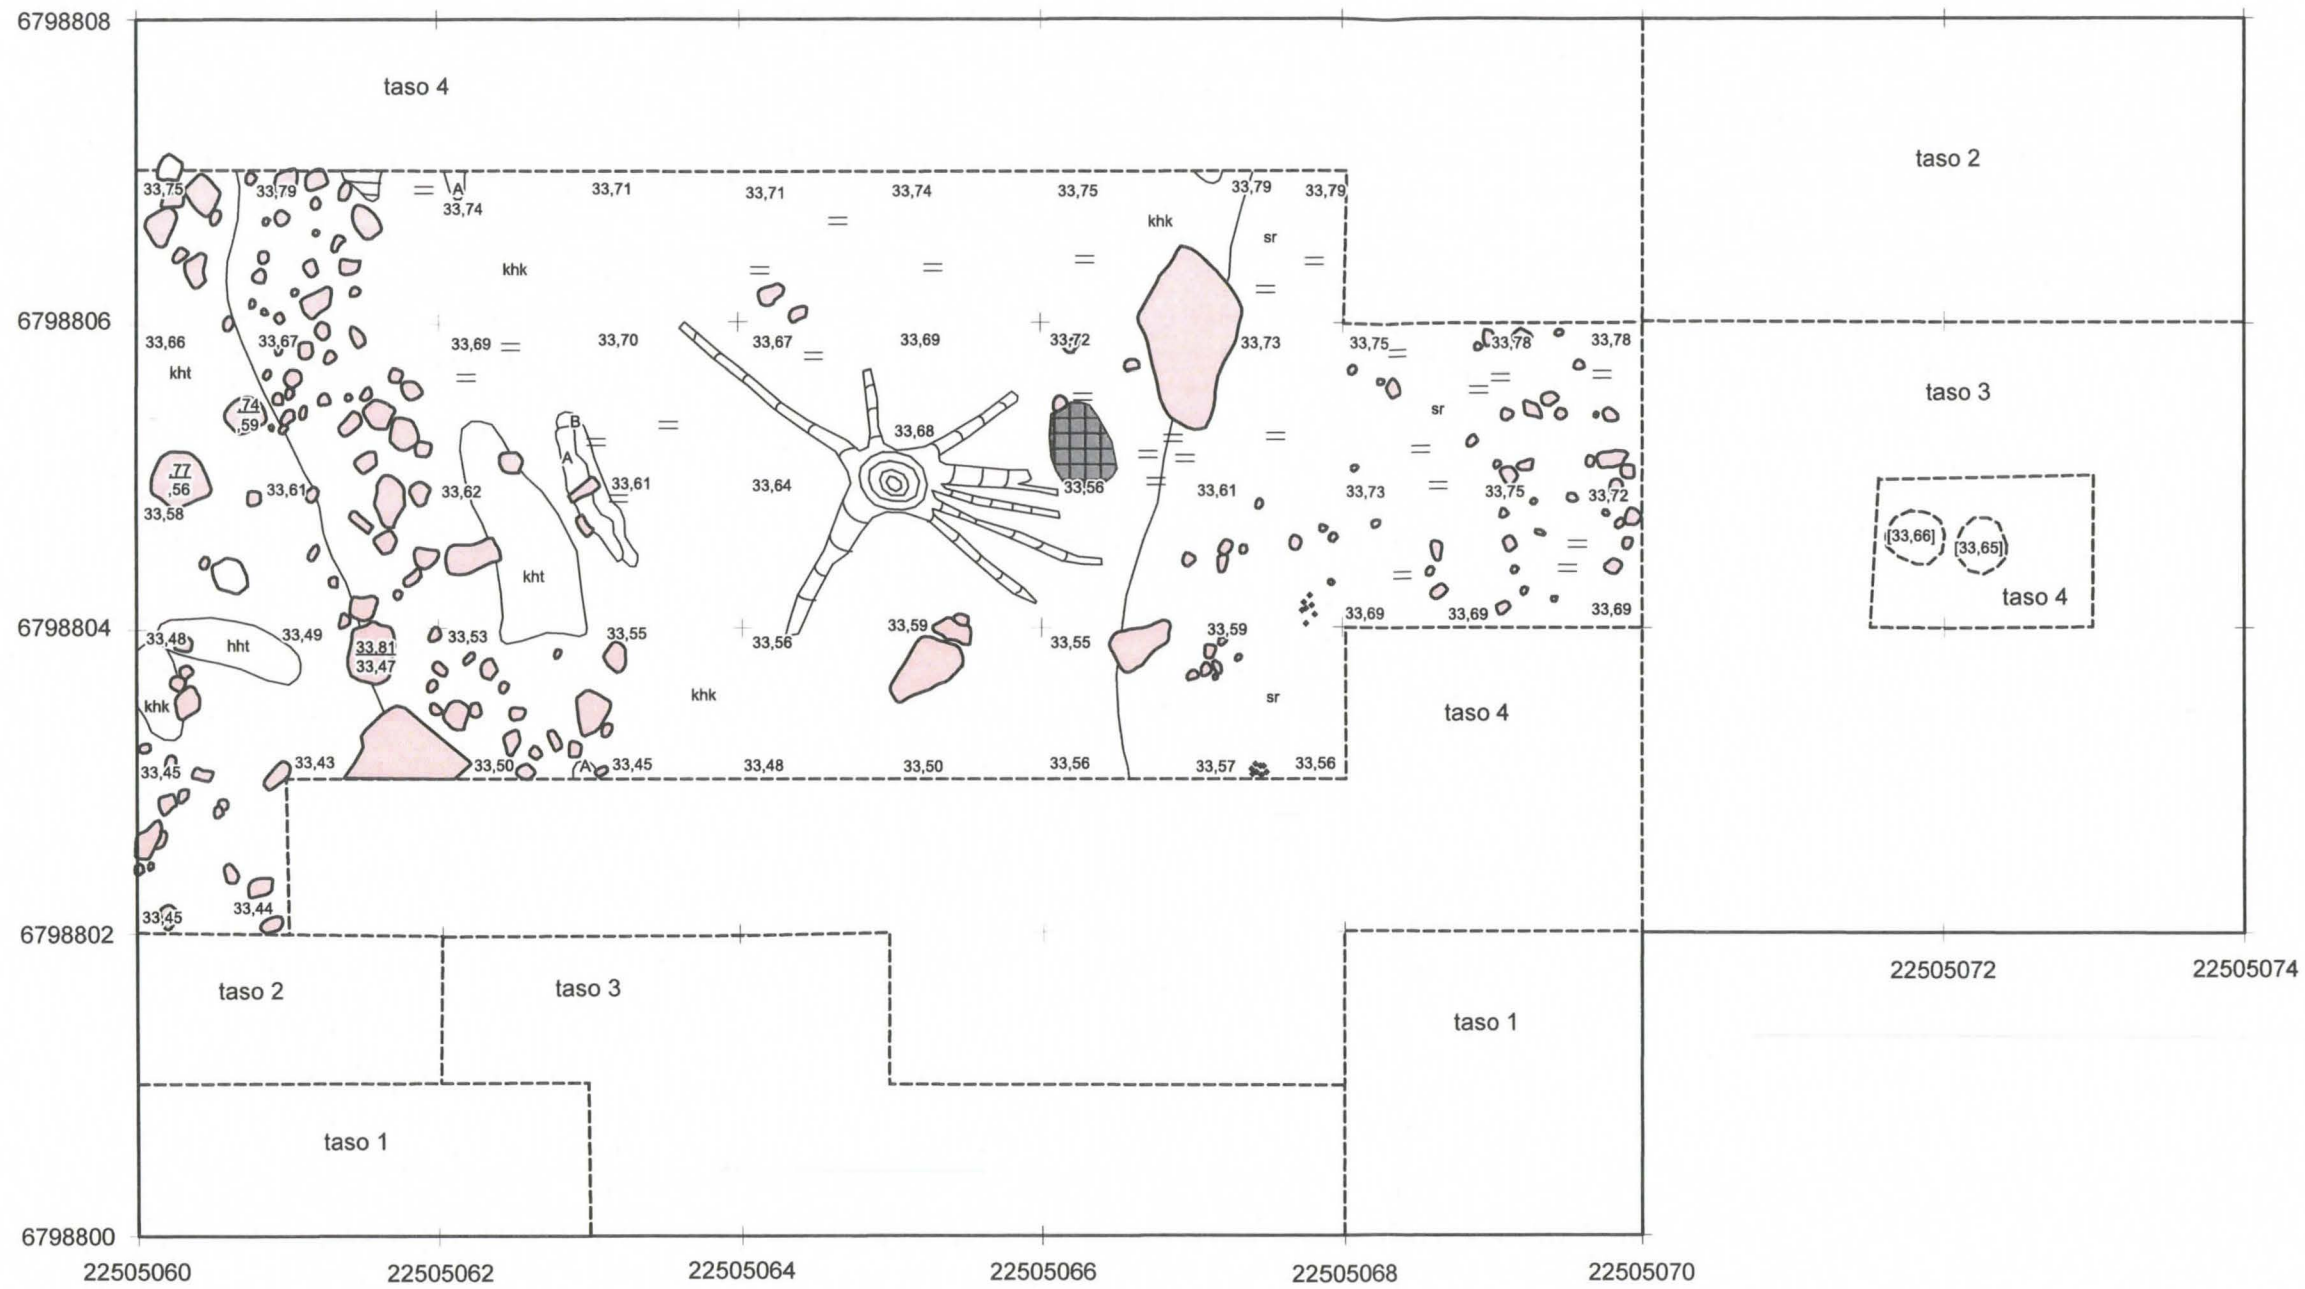 6798808
taso 4
taso 2
33,75 33,79 A 33,71 33,71 33,74 33,75 33,79 33,79
33,74
khk
sr
khk
6798806
33,66 33,67 33,69 33,70 33,67 33,69 33,72 33,73 33,75 33,78 33,78
kht
taso 3
,74
,59
sr
B
33,68
A
,77
,56
33,61 33,62 33,61 33,64 33,56 33,61 33,73 33,75 33,72
33,58
[33,66] [33,65]
kht
taso 4
33,69 33,69 33,69
6798804
33,48 33,49 33,53 33,55 33,56 33,59 33,55 33,59
hht
33,81
33,47
khk
sr
khk
taso 4
33,45 33,43 33,50 A 33,45 33,48 33,50 33,56 33,57 33,56
33,45 33,44
6798802
22505072 22505074
taso 2 taso 3
taso 1
taso 1
6798800
22505060 22505062 22505064 22505066 22505068 22505070